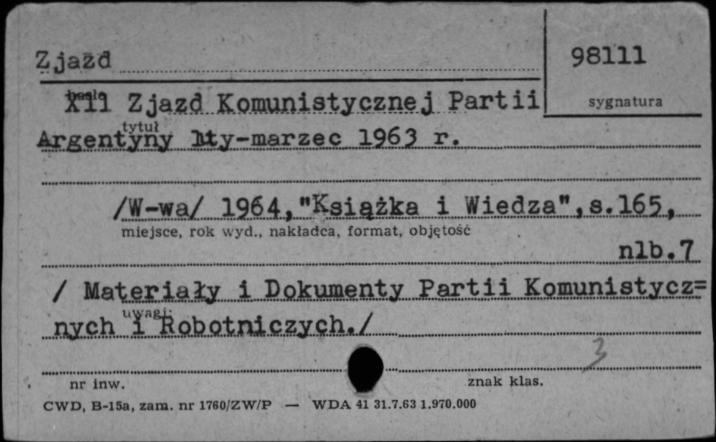 Zjazd 98111
hasło sygnatura
XII Zjazd Komunistycznej Partii
tytuł
Argentyny luty-marzec 1963 r.
/W-wa/ 1964,"Książka i Wiedza",s.165,
miejsce, rok wyd., nakładca, format, objętość
nlb.7
/ Materiały i Dokumenty Partii Komunistycz=
uwagi:
nych i Robotniczych./
3
nr inw. znak klas.
CWD, B-15a, zam. nr 1760/ZW/P — WDA 41 31.7.63 1.970.000